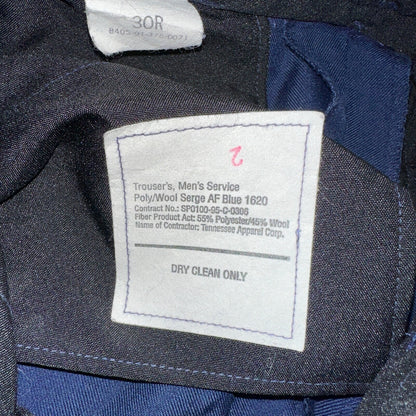 30R
2
Trouser's, Men's Service
Poly/Wool Serge AF Blue 1620
Contract No.: SP0100-95-C-0306
Fiber Product Act: 55% Polyester/45% Wool
Name of Contractor: Tennessee Apparel Corp.
DRY CLEAN ONLY